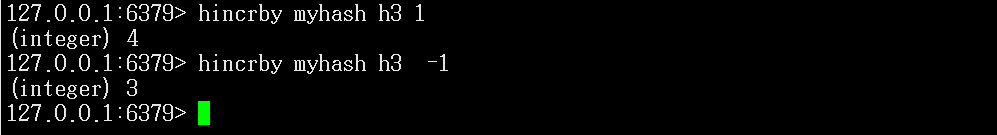 127.0.0.1:6379> hincrby myhash h3 1
(integer) 4
127.0.0.1:6379> hincrby myhash h3  -1
(integer) 3
127.0.0.1:6379>